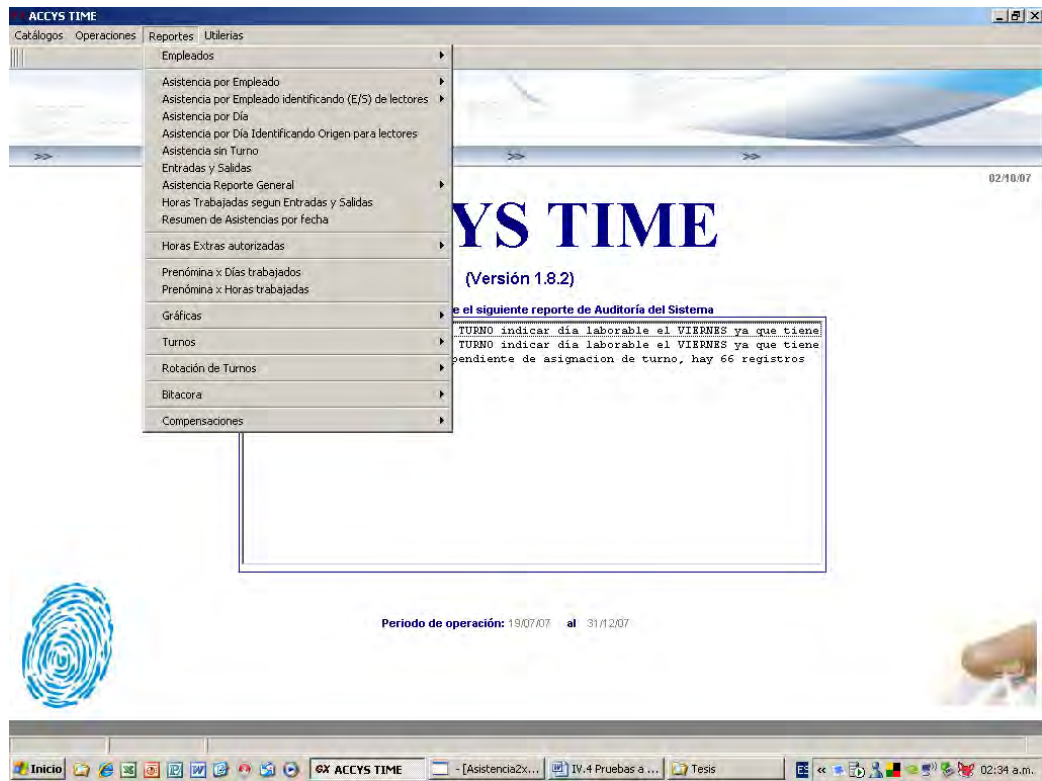 ACCYS TIME
Catálogos Operaciones Reportes Utilerias
Empleados
Asistencia por Empleado
Asistencia por Empleado identificando (E/S) de lectores
Asistencia por Día
Asistencia por Día Identificando Origen para lectores
Asistencia sin Turno
Entradas y Salidas
Asistencia Reporte General
Horas Trabajadas segun Entradas y Salidas
Resumen de Asistencias por fecha
Horas Extras autorizadas
Prenómina x Días trabajados
Prenómina x Horas trabajadas
Gráficas
Turnos
Rotación de Turnos
Bitacora
Compensaciones
>> >> >>
02/10/07
YS TIME
(Versión 1.8.2)
e el siguiente reporte de Auditoría del Sistema
TURNO indicar día laborable el VIERNES ya que tiene
TURNO indicar día laborable el VIERNES ya que tiene
pendiente de asignacion de turno, hay 66 registros
Periodo de operación: 19/07/07 al 31/12/07
Inicio GX ACCYS TIME - [Asistencia2x... IV.4 Pruebas a ... Tesis ES « 02:34 a.m.